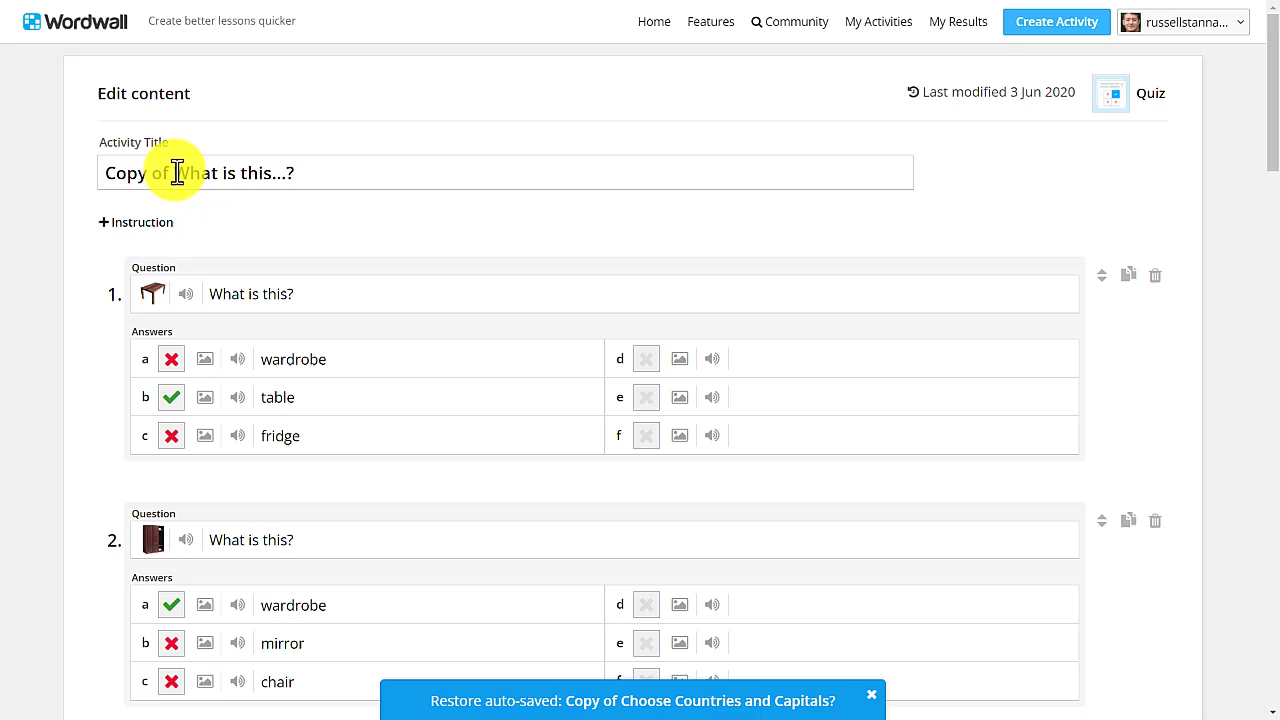 Wordwall Create better lessons quicker Home Features Community My Activities My Results Create Activity russellstanna...
Edit content Last modified 3 Jun 2020 Quiz
Activity Title
Copy of What is this...?
Instruction
Question
1. What is this?
Answers
a wardrobe d
b table e
c fridge f
Question
2. What is this?
Answers
a wardrobe d
b mirror e
c chair f
Restore auto-saved: Copy of Choose Countries and Capitals?